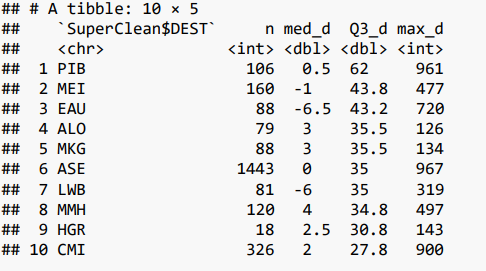 ## # A tibble: 10 × 5
##    `SuperClean$DEST`     n med_d  Q3_d max_d
##    <chr>             <int> <dbl> <dbl> <int>
##  1 PIB                 106   0.5  62     961
##  2 MEI                 160  -1    43.8   477
##  3 EAU                  88  -6.5  43.2   720
##  4 ALO                  79   3    35.5   126
##  5 MKG                  88   3    35.5   134
##  6 ASE                1443   0    35     967
##  7 LWB                  81  -6    35     319
##  8 MMH                 120   4    34.8   497
##  9 HGR                  18   2.5  30.8   143
## 10 CMI                 326   2    27.8   900